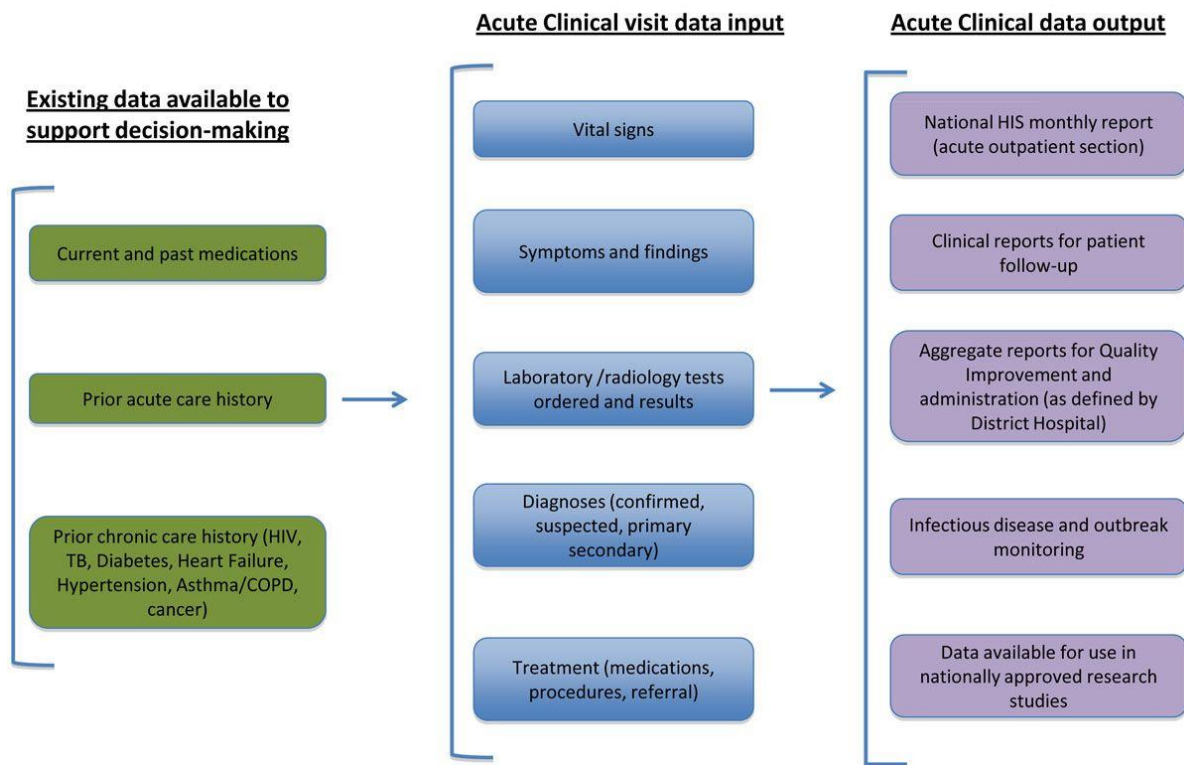 Existing data available to
support decision-making
Current and past medications
Prior acute care history
Prior chronic care history (HIV,
TB, Diabetes, Heart Failure,
Hypertension, Asthma/COPD,
cancer)
Acute Clinical visit data input
Vital signs
Symptoms and findings
Laboratory /radiology tests
ordered and results
Diagnoses (confirmed,
suspected, primary
secondary)
Treatment (medications,
procedures, referral)
Acute Clinical data output
National HIS monthly report
(acute outpatient section)
Clinical reports for patient
follow-up
Aggregate reports for Quality
Improvement and
administration (as defined by
District Hospital)
Infectious disease and outbreak
monitoring
Data available for use in
nationally approved research
studies